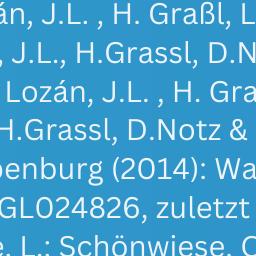 án, J.L. , H. Graßl, L
, J.L., H.Grassl, D.N
Lozán, J.L. , H. Gra
H.Grassl, D.Notz &
penburg (2014): Wa
GL024826, zuletzt
e, L.; Schönwiese, C